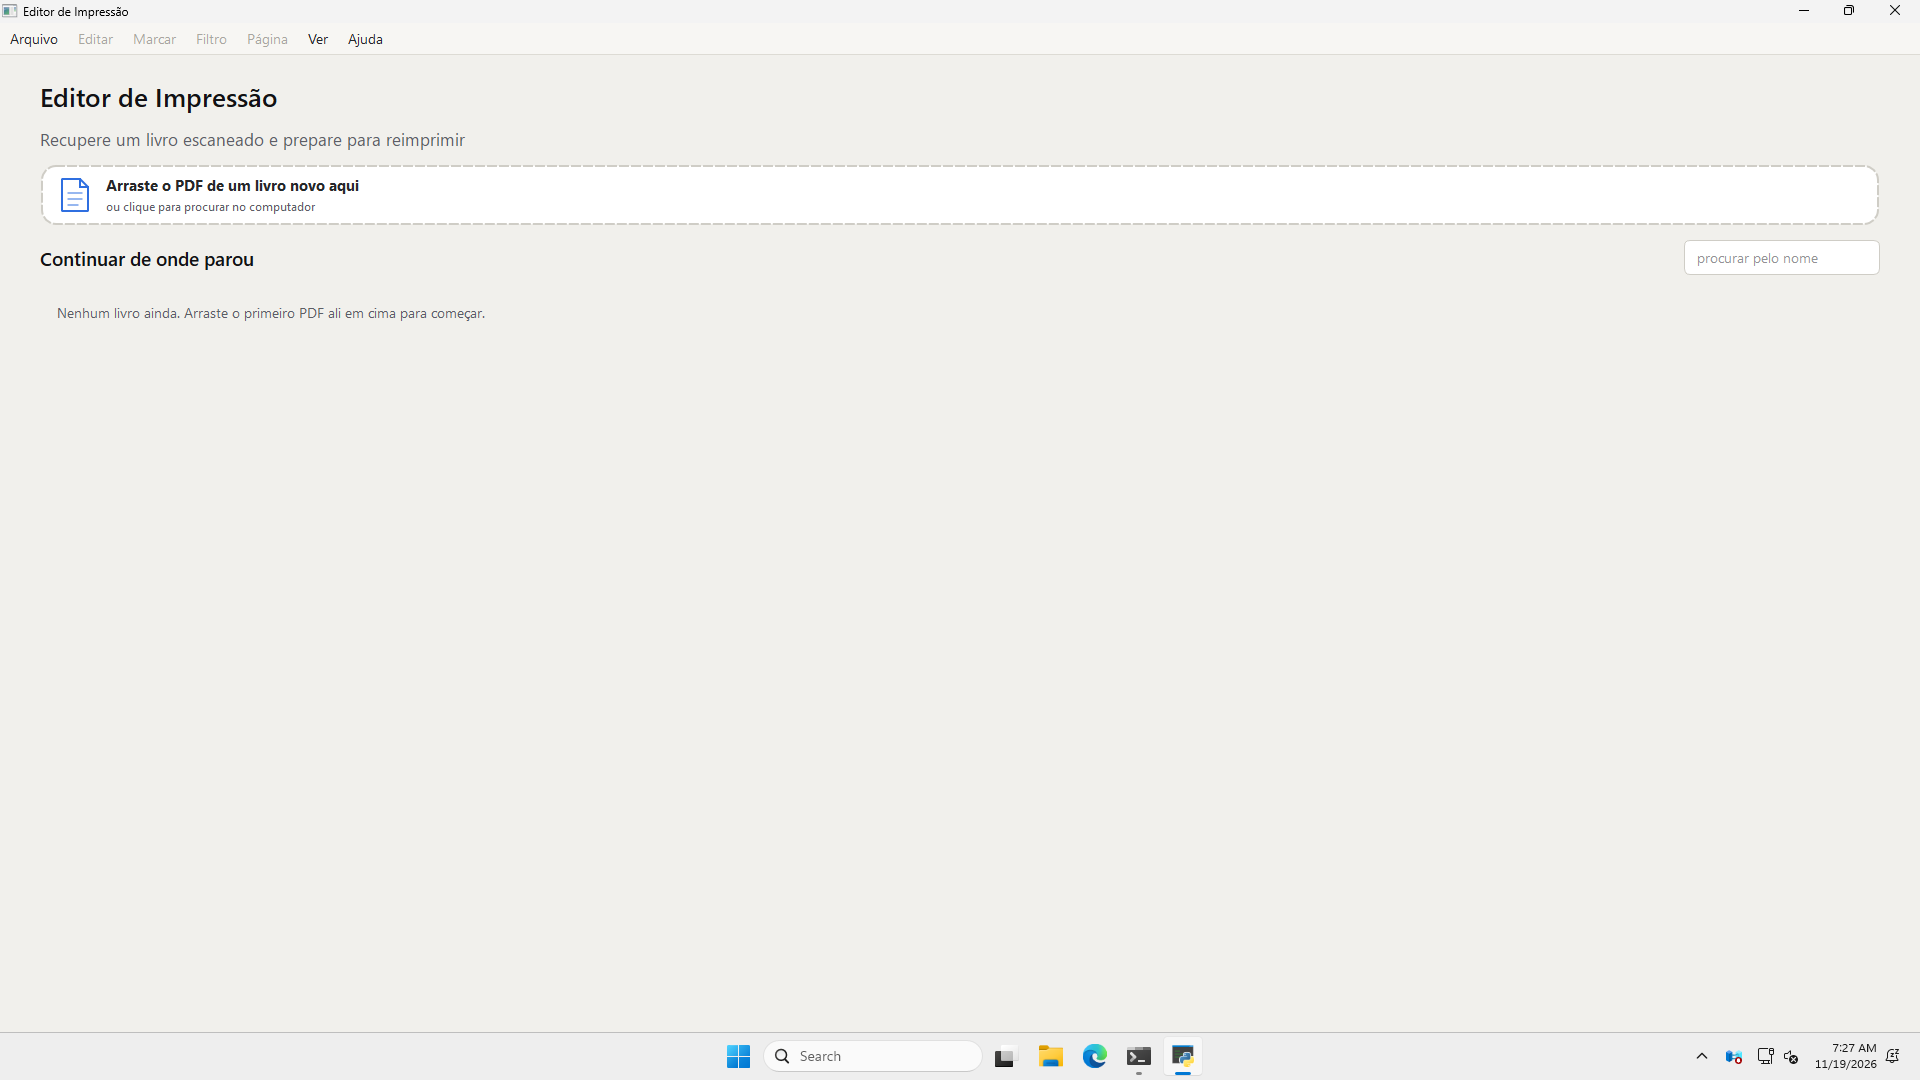 Editor de Impressão
Arquivo Editar Marcar Filtro Página Ver Ajuda
Editor de Impressão
Recupere um livro escaneado e prepare para reimprimir
Arraste o PDF de um livro novo aqui
ou clique para procurar no computador
Continuar de onde parou
procurar pelo nome
Nenhum livro ainda. Arraste o primeiro PDF ali em cima para começar.
Search
7:27 AM
11/19/2026